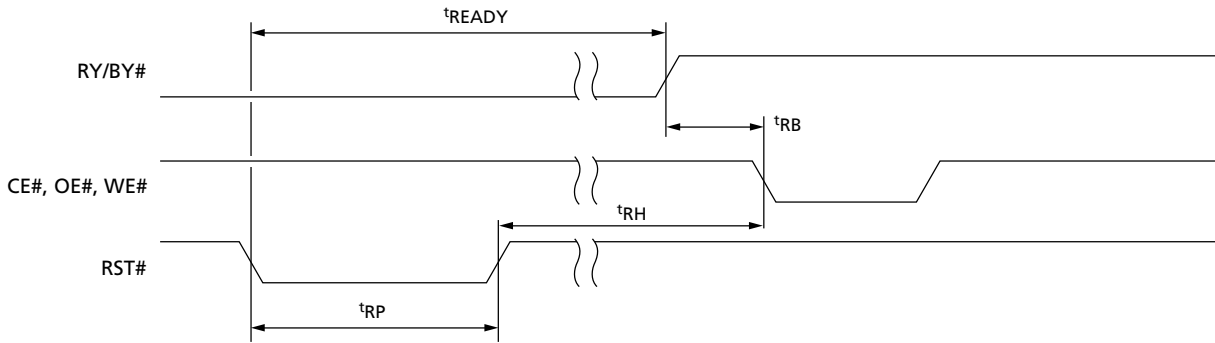 tREADY
RY/BY#
tRB
CE#, OE#, WE#
tRH
RST#
tRP